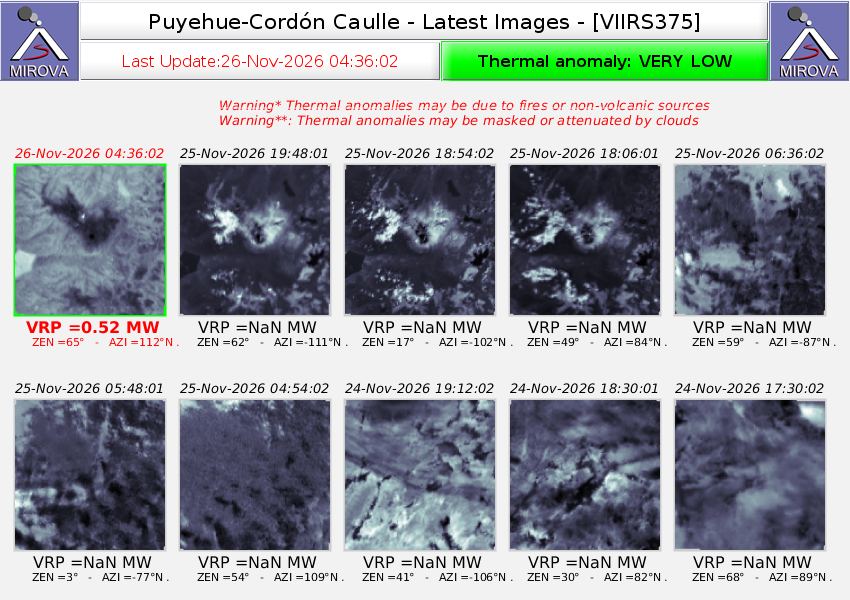 MIROVA
Puyehue-Cordón Caulle - Latest Images - [VIIRS375]
MIROVA
Last Update:26-Nov-2026 04:36:02
Thermal anomaly: VERY LOW
Warning* Thermal anomalies may be due to fires or non-volcanic sources
Warning**: Thermal anomalies may be masked or attenuated by clouds
26-Nov-2026 04:36:02 25-Nov-2026 19:48:01 25-Nov-2026 18:54:02 25-Nov-2026 18:06:01 25-Nov-2026 06:36:02
VRP =0.52 MW VRP =NaN MW VRP =NaN MW VRP =NaN MW VRP =NaN MW
ZEN =65° - AZI =112°N . ZEN =62° - AZI =-111°N . ZEN =17° - AZI =-102°N . ZEN =49° - AZI =84°N . ZEN =59° - AZI =-87°N .
25-Nov-2026 05:48:01 25-Nov-2026 04:54:02 24-Nov-2026 19:12:02 24-Nov-2026 18:30:01 24-Nov-2026 17:30:02
VRP =NaN MW VRP =NaN MW VRP =NaN MW VRP =NaN MW VRP =NaN MW
ZEN =3° - AZI =-77°N . ZEN =54° - AZI =109°N . ZEN =41° - AZI =-106°N . ZEN =30° - AZI =82°N . ZEN =68° - AZI =89°N .